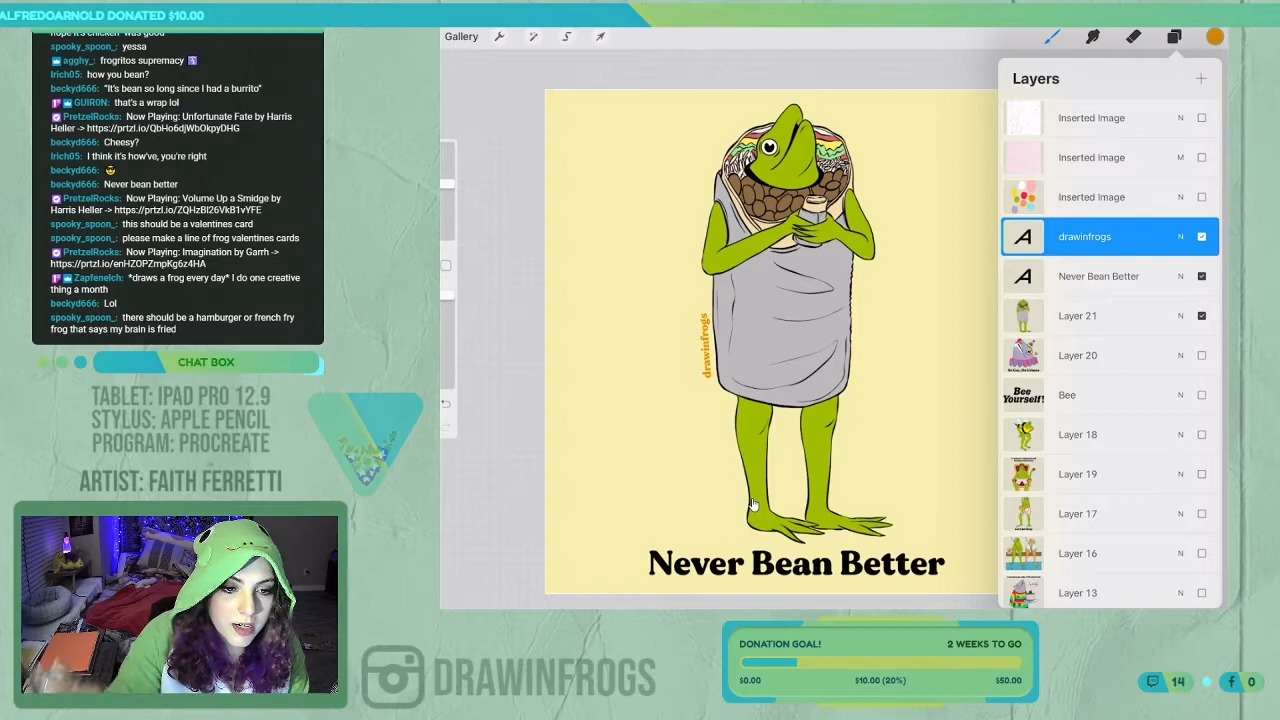 ALFREDOARNOLD DONATED $10.00
hope it's chicken was good
spooky_spoon_: yessa
agghy_: frogritos supremacy
lrich05: how you bean?
beckyd666: "It's bean so long since I had a burrito"
GUIR0N: that's a wrap lol
PretzelRocks: Now Playing: Unfortunate Fate by Harris
Heller -> https://prtzl.io/QbHo6djWbOkpyDHG
beckyd666: Cheesy?
lrich05: I think it's how've, you're right
beckyd666: 😎
beckyd666: Never bean better
PretzelRocks: Now Playing: Volume Up a Smidge by
Harris Heller -> https://prtzl.io/ZQHzBl26VkB1vYFE
spooky_spoon_: this should be a valentines card
spooky_spoon_: please make a line of frog valentines cards
PretzelRocks: Now Playing: Imagination by Garrh ->
https://prtzl.io/enHZOPZmpKg6z4HA
Zapfenelch: *draws a frog every day* I do one creative
thing a month
beckyd666: Lol
spooky_spoon_: there should be a hamburger or french fry
frog that says my brain is fried
CHAT BOX
TABLET: IPAD PRO 12.9
STYLUS: APPLE PENCIL
PROGRAM: PROCREATE
ARTIST: FAITH FERRETTI
Gallery
drawinfrogs
Never Bean Better
Layers
Inserted Image N
Inserted Image M
Inserted Image N
drawinfrogs N
Never Bean Better N
Layer 21 N
Layer 20 N
Bee Yourself! Bee N
Layer 18 N
Layer 19 N
Layer 17 N
Layer 16 N
Layer 13 N
DRAWINFROGS
DONATION GOAL! 2 WEEKS TO GO
$0.00 $10.00 (20%) $50.00
14 0